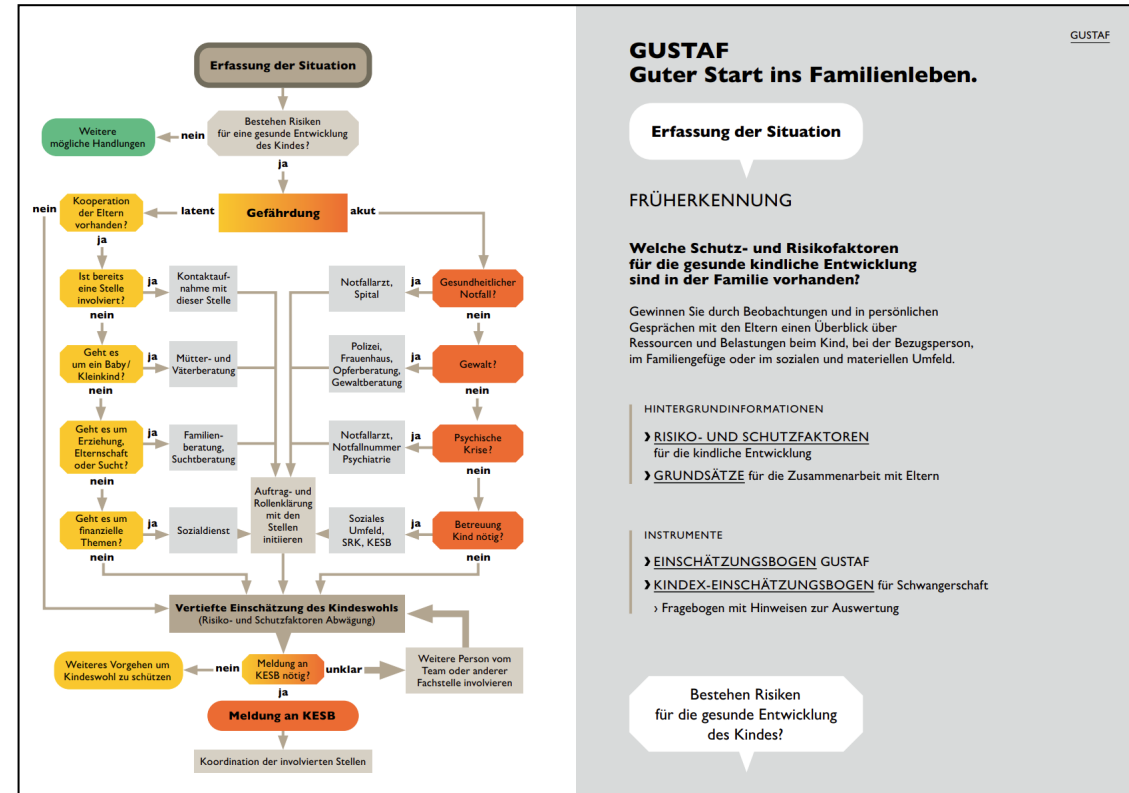 Erfassung der Situation
Bestehen Risiken
für eine gesunde Entwicklung
des Kindes?
nein
Weitere
mögliche Handlungen
ja
Gefährdung
latent
akut
Kooperation
der Eltern
vorhanden?
nein
ja
Ist bereits
eine Stelle
involviert?
ja
Kontaktauf-
nahme mit
dieser Stelle
nein
Geht es
um ein Baby/
Kleinkind?
ja
Mütter- und
Väterberatung
nein
Geht es um
Erziehung,
Elternschaft
oder Sucht?
ja
Familien-
beratung,
Suchtberatung
nein
Geht es um
finanzielle
Themen?
ja
Sozialdienst
nein
Gesundheitlicher
Notfall?
ja
Notfallarzt,
Spital
nein
Gewalt?
ja
Polizei,
Frauenhaus,
Opferberatung,
Gewaltberatung
nein
Psychische
Krise?
ja
Notfallarzt,
Notfallnummer
Psychiatrie
nein
Betreuung
Kind nötig?
ja
Soziales
Umfeld,
SRK, KESB
nein
Auftrag- und
Rollenklärung
mit den
Stellen
initiieren
Vertiefte Einschätzung des Kindeswohls
(Risiko- und Schutzfaktoren Abwägung)
Meldung an
KESB nötig?
nein
Weiteres Vorgehen um
Kindeswohl zu schützen
unklar
Weitere Person vom
Team oder anderer
Fachstelle involvieren
ja
Meldung an KESB
Koordination der involvierten Stellen
GUSTAF
GUSTAF
Guter Start ins Familienleben.
Erfassung der Situation
FRÜHERKENNUNG
Welche Schutz- und Risikofaktoren
für die gesunde kindliche Entwicklung
sind in der Familie vorhanden?
Gewinnen Sie durch Beobachtungen und in persönlichen
Gesprächen mit den Eltern einen Überblick über
Ressourcen und Belastungen beim Kind, bei der Bezugsperson,
im Familiengefüge oder im sozialen und materiellen Umfeld.
HINTERGRUNDINFORMATIONEN
❯ RISIKO- UND SCHUTZFAKTOREN
für die kindliche Entwicklung
❯ GRUNDSÄTZE für die Zusammenarbeit mit Eltern
INSTRUMENTE
❯ EINSCHÄTZUNGSBOGEN GUSTAF
❯ KINDEX-EINSCHÄTZUNGSBOGEN für Schwangerschaft
› Fragebogen mit Hinweisen zur Auswertung
Bestehen Risiken
für die gesunde Entwicklung
des Kindes?